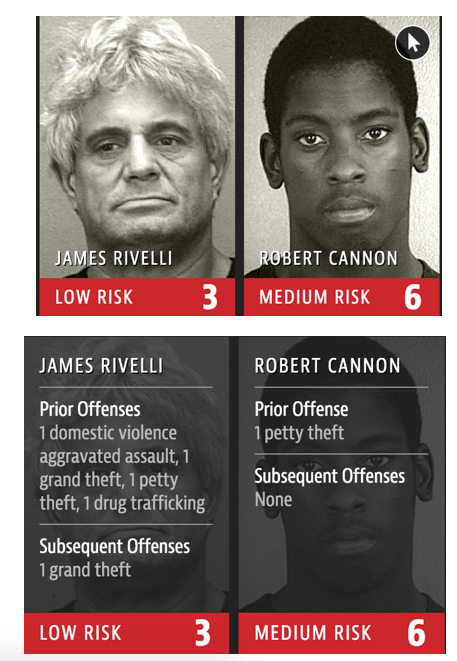 JAMES RIVELLI
ROBERT CANNON
LOW RISK 3
MEDIUM RISK 6
JAMES RIVELLI
Prior Offenses
1 domestic violence
aggravated assault, 1
grand theft, 1 petty
theft, 1 drug trafficking
Subsequent Offenses
1 grand theft
LOW RISK 3
ROBERT CANNON
Prior Offense
1 petty theft
Subsequent Offenses
None
MEDIUM RISK 6